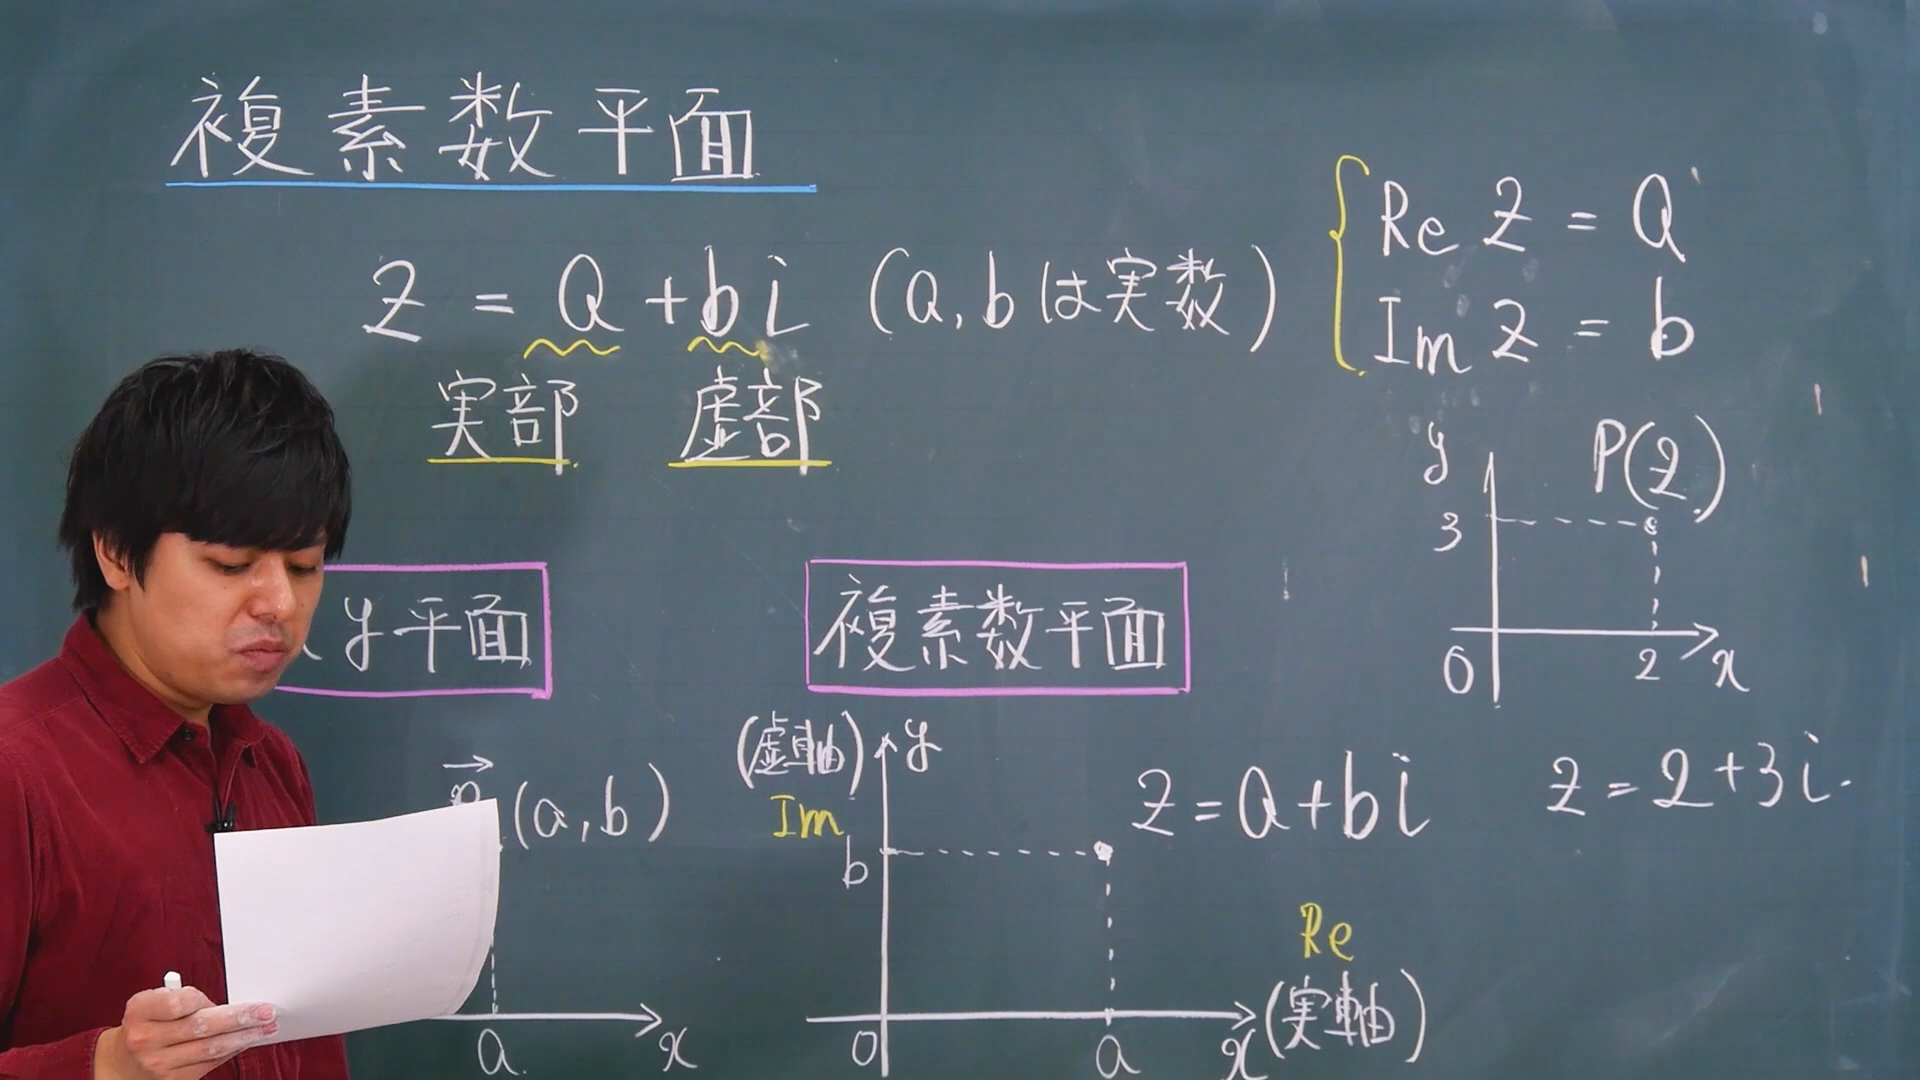 複素数平面
z = a + bi (a, b は実数)
実部 虚部
Re z = a
Im z = b
y
P(z)
3
0
2
x
z = 2 + 3i.
y平面
(a, b)
a
x
複素数平面
(虚軸)
Im
y
z = a + bi
b
Re
(実軸)
0
a
x